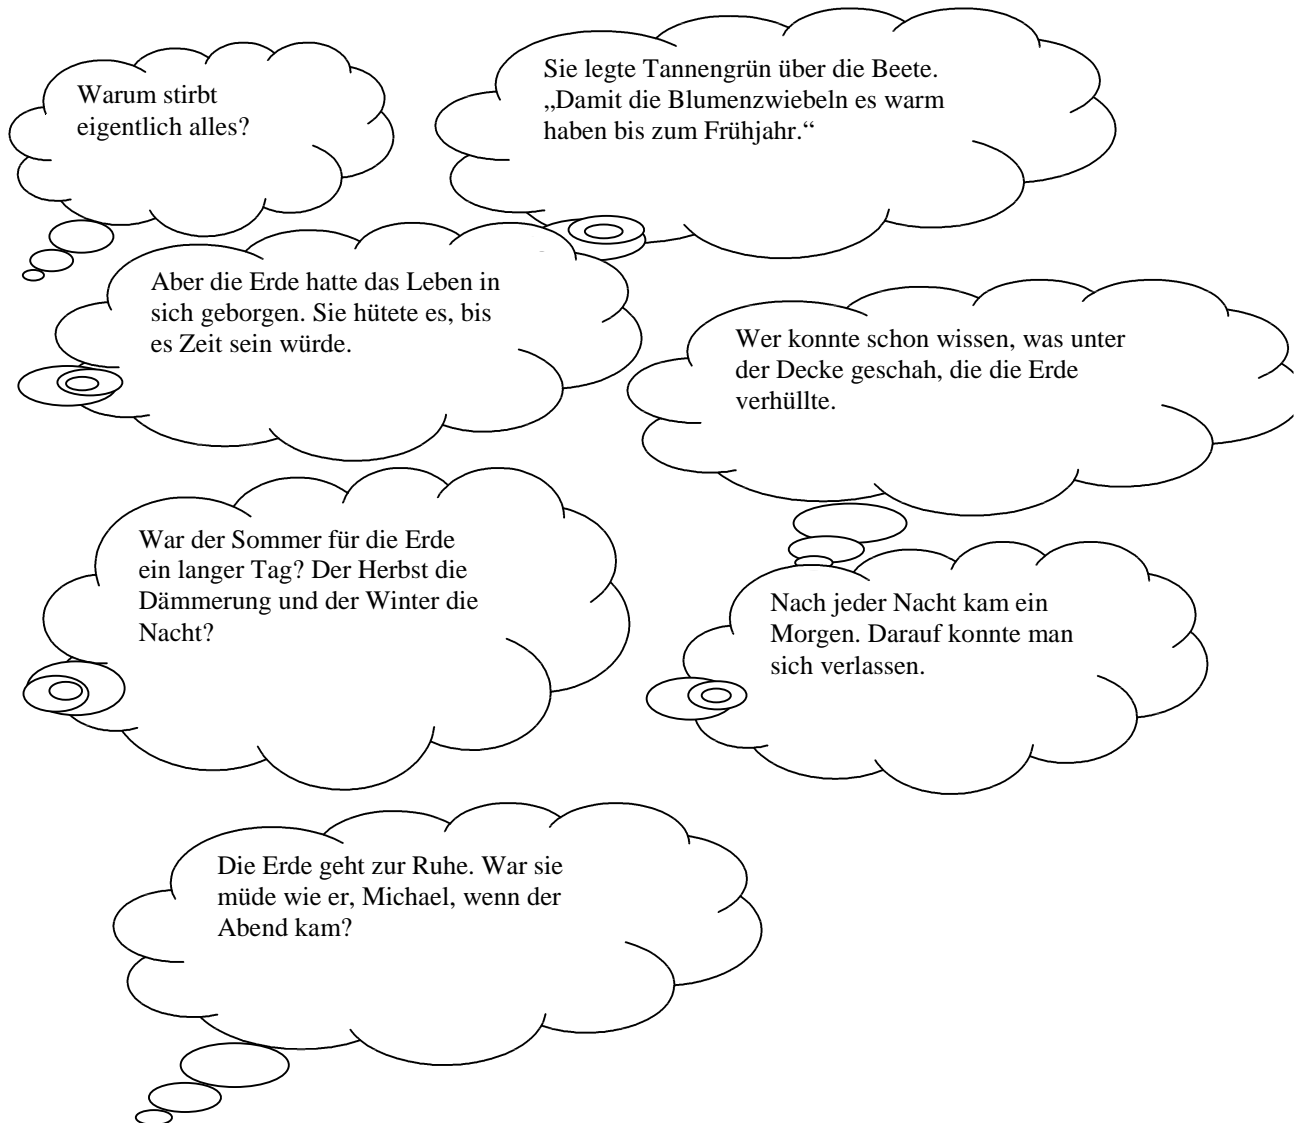 Warum stirbt
eigentlich alles?
Sie legte Tannengrün über die Beete.
„Damit die Blumenzwiebeln es warm
haben bis zum Frühjahr.“
Aber die Erde hatte das Leben in
sich geborgen. Sie hütete es, bis
es Zeit sein würde.
Wer konnte schon wissen, was unter
der Decke geschah, die die Erde
verhüllte.
War der Sommer für die Erde
ein langer Tag? Der Herbst die
Dämmerung und der Winter die
Nacht?
Nach jeder Nacht kam ein
Morgen. Darauf konnte man
sich verlassen.
Die Erde geht zur Ruhe. War sie
müde wie er, Michael, wenn der
Abend kam?